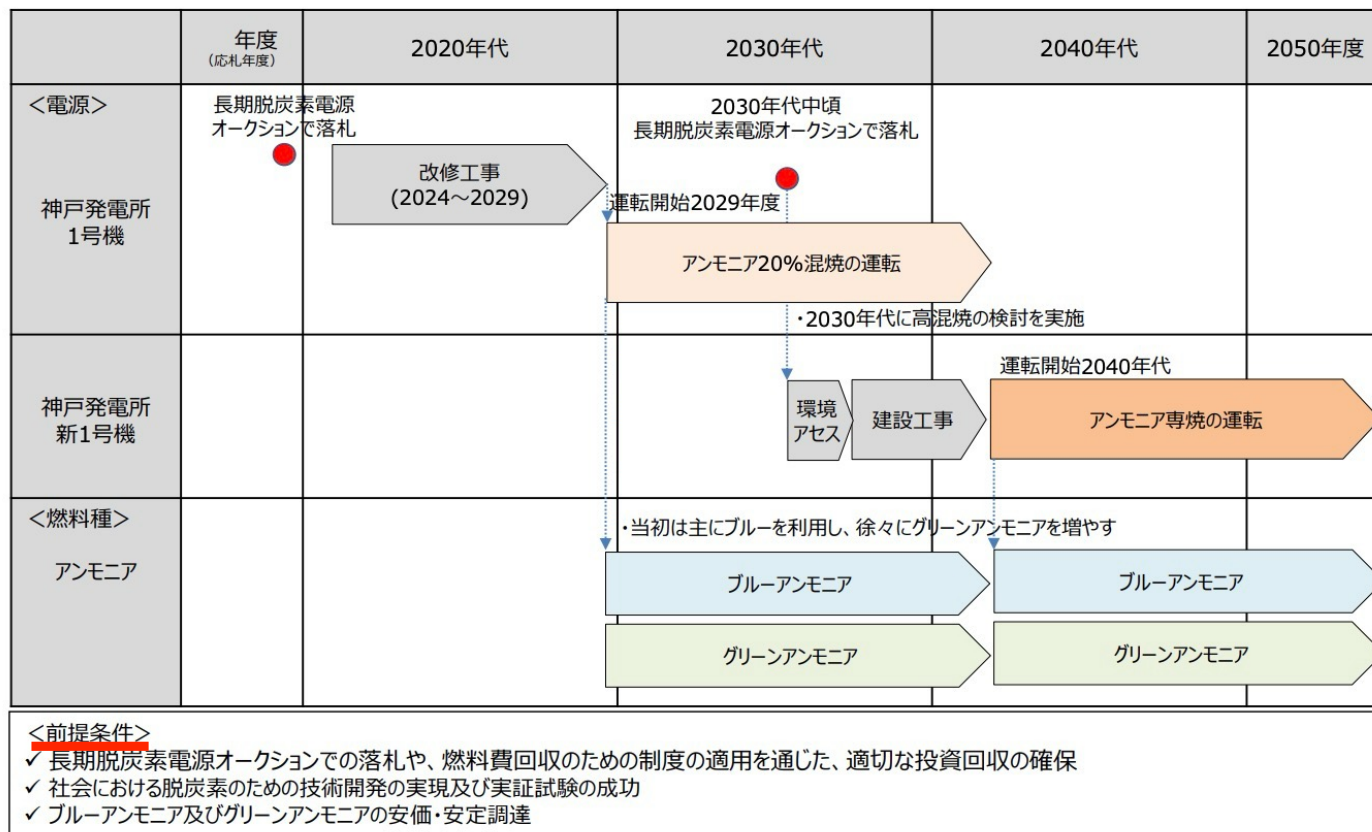 年度
(応札年度)
2020年代
2030年代
2040年代
2050年度
<電源>
神戸発電所
1号機
長期脱炭素電源
オークションで落札
改修工事
(2024~2029)
2030年代中頃
長期脱炭素電源オークションで落札
運転開始2029年度
アンモニア20%混焼の運転
・2030年代に高混焼の検討を実施
神戸発電所
新1号機
環境
アセス
建設工事
運転開始2040年代
アンモニア専焼の運転
<燃料種>
アンモニア
・当初は主にブルーを利用し、徐々にグリーンアンモニアを増やす
ブルーアンモニア
ブルーアンモニア
グリーンアンモニア
グリーンアンモニア
<前提条件>
✓ 長期脱炭素電源オークションでの落札や、燃料費回収のための制度の適用を通じた、適切な投資回収の確保
✓ 社会における脱炭素のための技術開発の実現及び実証試験の成功
✓ ブルーアンモニア及びグリーンアンモニアの安価・安定調達